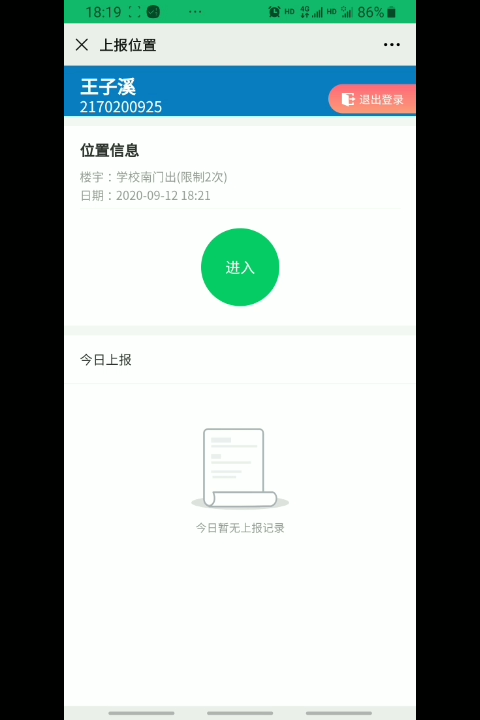 18:19 ... HD 4G HD 86%
上报位置
王子溪
2170200925
退出登录
位置信息
楼宇：学校南门出(限制2次)
日期：2020-09-12 18:21
进入
今日上报
今日暂无上报记录